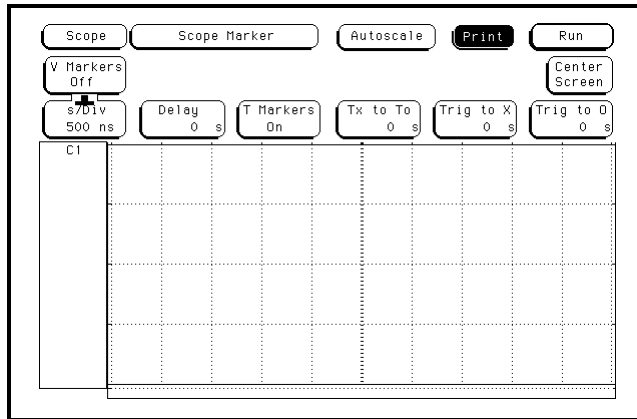 Scope
Scope Marker
Autoscale
Print
Run
V Markers
Off
Center
Screen
s/Div
500 ns
Delay
0 s
T Markers
On
Tx to To
0 s
Trig to X
0 s
Trig to O
0 s
C1